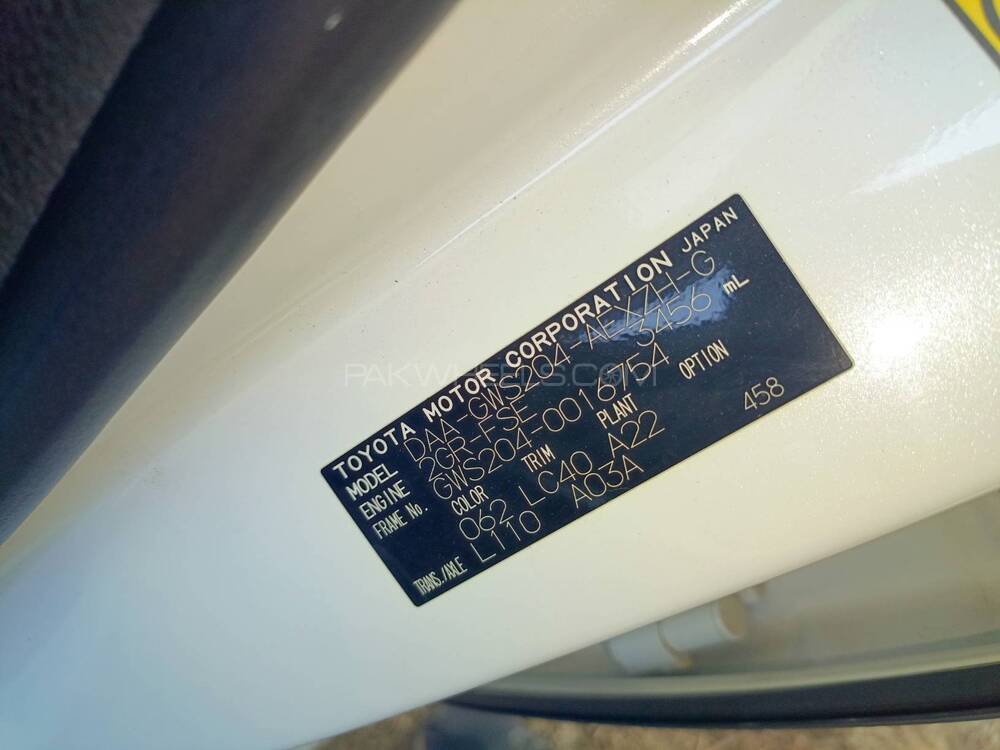 TOYOTA MOTOR CORPORATION JAPAN
MODEL DAA-GWS204-AEXZH-G
ENGINE 2GR-FSE 3456 mL
FRAME No. GWS204-0016754
COLOR TRIM PLANT OPTION
062 LC40 A22 458
TRANS./AXLE L110 A03A
PAKWHEELS.COM